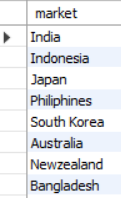 market
India
Indonesia
Japan
Philiphines
South Korea
Australia
Newzealand
Bangladesh